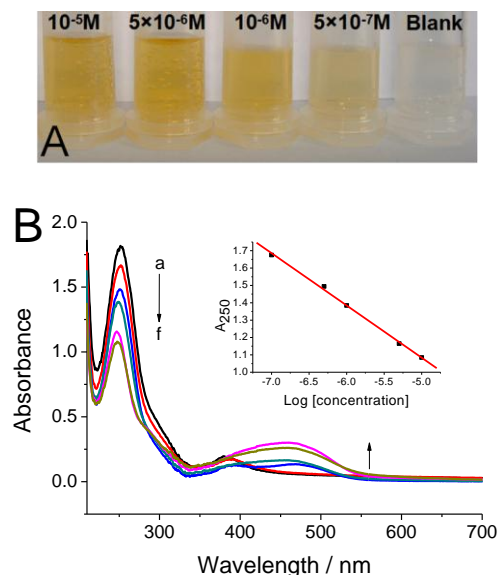 10⁻⁵M 5×10⁻⁶M 10⁻⁶M 5×10⁻⁷M Blank
A
B
2.0
1.5
1.0
0.5
0.0
Absorbance
300 400 500 600 700
Wavelength / nm
a
f
1.7
1.6
1.5
1.4
1.3
1.2
1.1
1.0
A₂₅₀
-7.0 -6.5 -6.0 -5.5 -5.0
Log [concentration]